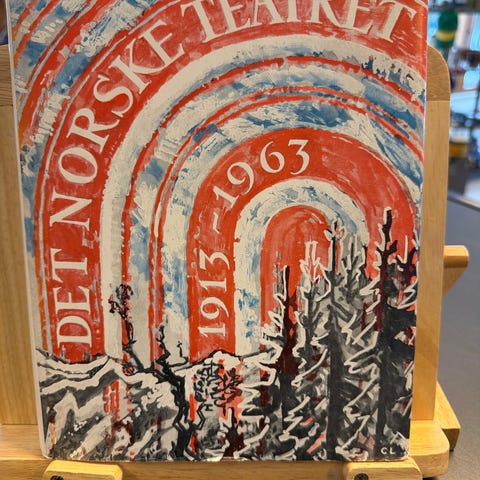 DET NORSKE TEATRET
1913-1963
CL